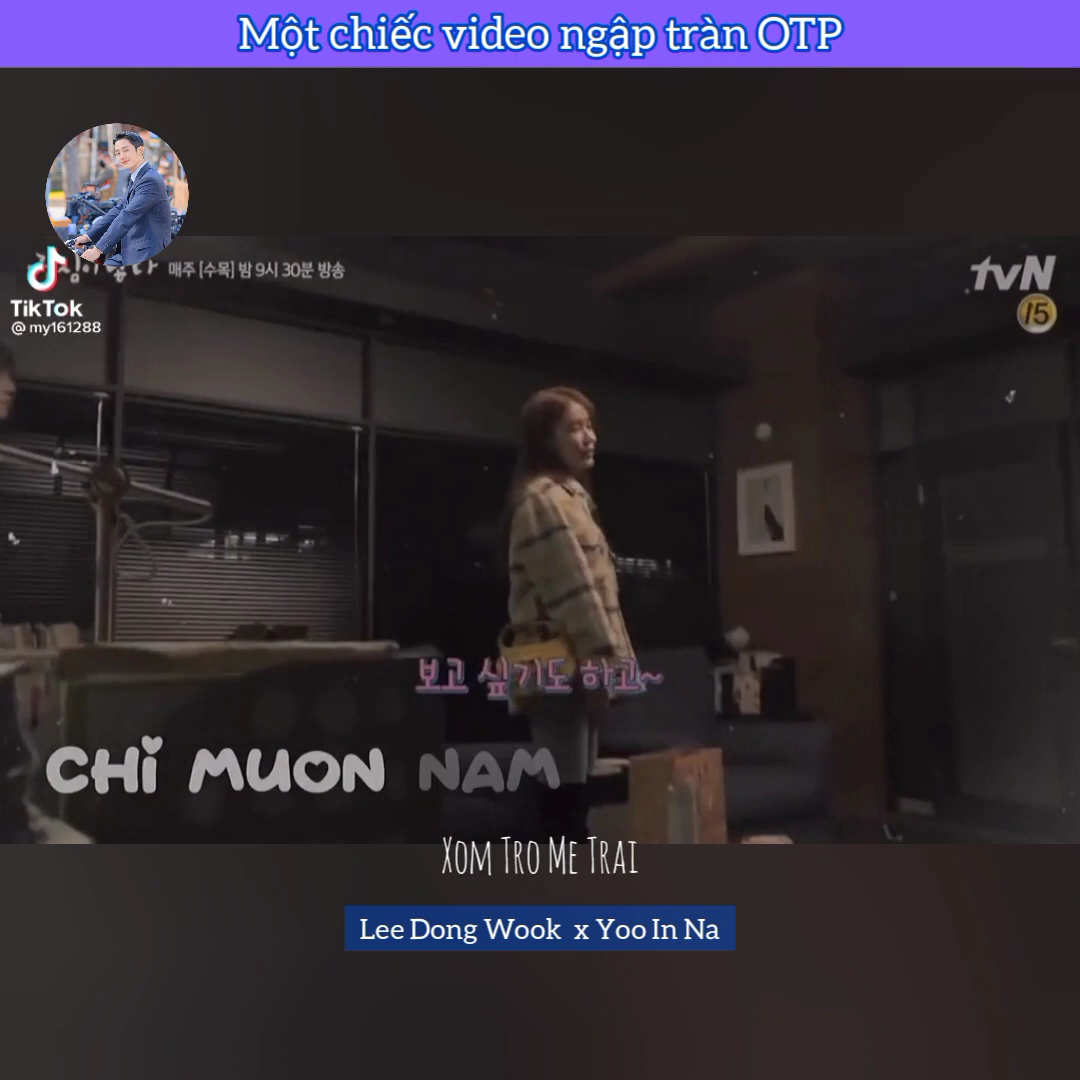 Một chiếc video ngập tràn OTP
매주 [수목] 밤 9시 30분 방송
tvN
15
TikTok
@ my161288
보고 싶기도 하고~
CHỈ MUON NAM
XOM TRO ME TRAI
Lee Dong Wook x Yoo In Na